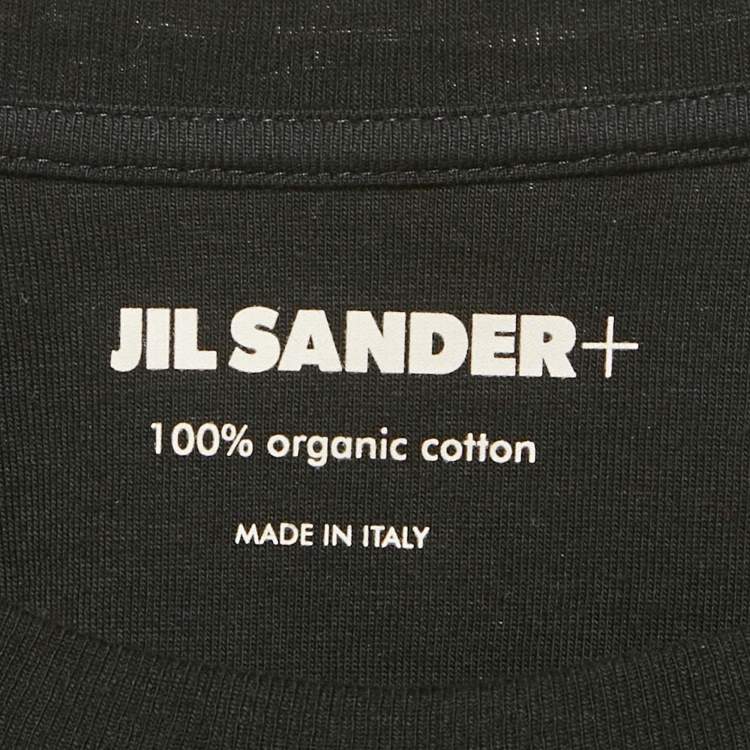 JIL SANDER+
100% organic cotton
MADE IN ITALY